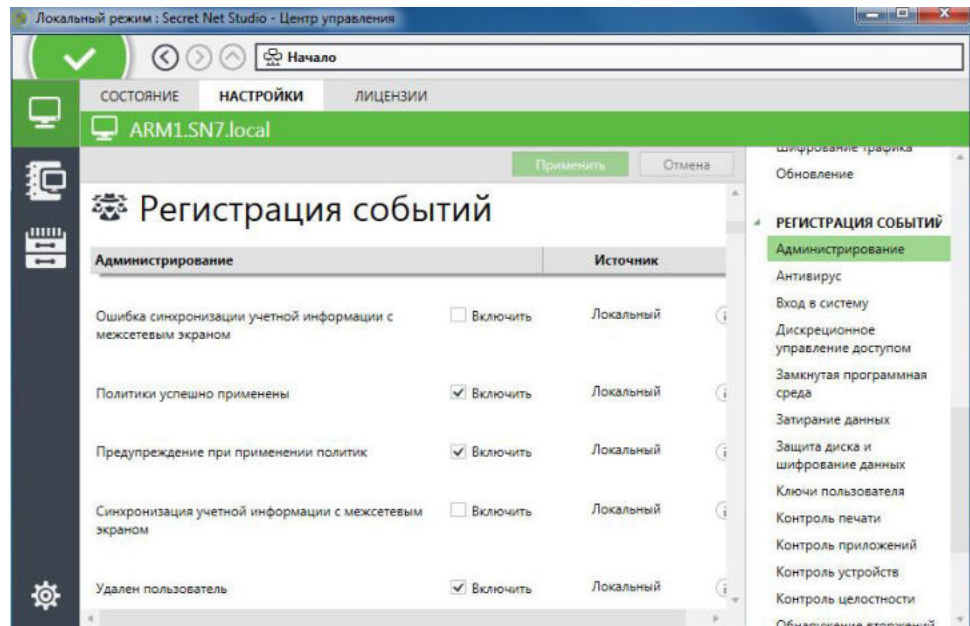 Локальный режим : Secret Net Studio - Центр управления
Начало
СОСТОЯНИЕ НАСТРОЙКИ ЛИЦЕНЗИИ
ARM1.SN7.local
Применить Отмена
Регистрация событий
Администрирование Источник
Ошибка синхронизации учетной информации с
межсетевым экраном
Включить Локальный
Политики успешно применены Включить Локальный
Предупреждение при применении политик Включить Локальный
Синхронизация учетной информации с межсетевым
экраном
Включить Локальный
Удален пользователь Включить Локальный
шифрование трафика
Обновление
РЕГИСТРАЦИЯ СОБЫТИЙ
Администрирование
Антивирус
Вход в систему
Дискреционное
управление доступом
Замкнутая программная
среда
Затирание данных
Защита диска и
шифрование данных
Ключи пользователя
Контроль печати
Контроль приложений
Контроль устройств
Контроль целостности
Обнаружение вторжений